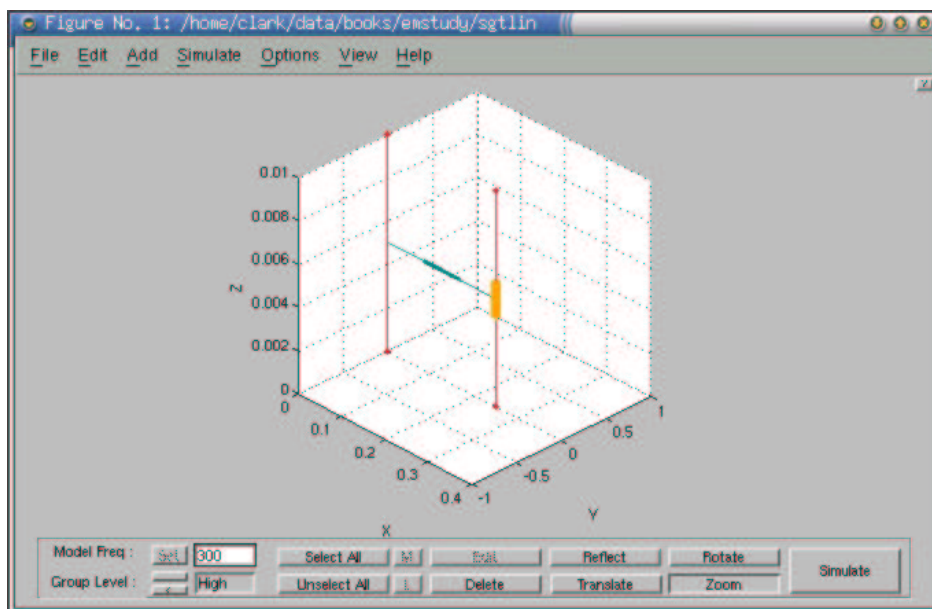 Figure No. 1: /home/clark/data/books/emstudy/sgtlin
File Edit Add Simulate Options View Help
0.01
0.008
0.006
0.004
0.002
0
Z
0
0.1
0.2
0.3
0.4
X
-1
-0.5
0
0.5
1
Y
Model Freq : Set 300 Select All M Reflect Rotate
Group Level : High Unselect All Delete Translate Zoom
Simulate